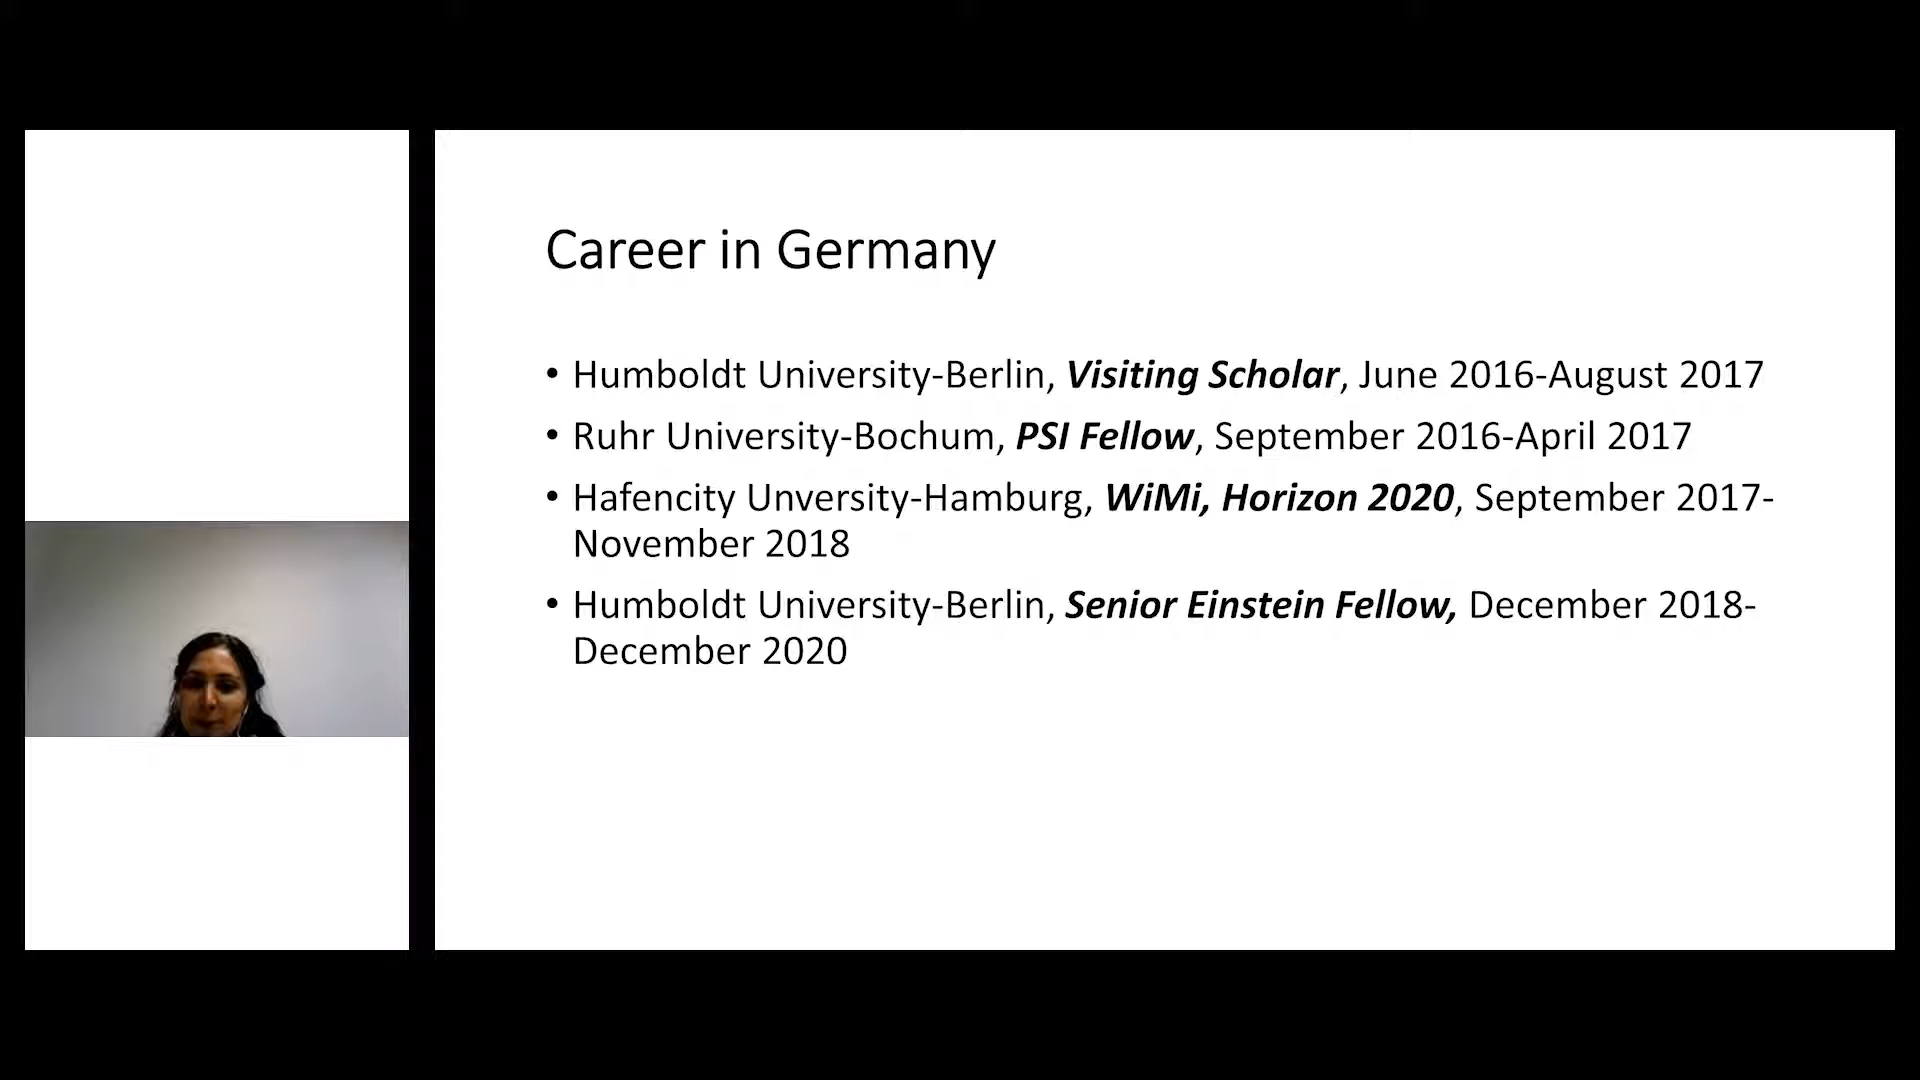 Career in Germany
• Humboldt University-Berlin, Visiting Scholar, June 2016-August 2017
• Ruhr University-Bochum, PSI Fellow, September 2016-April 2017
• Hafencity Unversity-Hamburg, WiMi, Horizon 2020, September 2017-
November 2018
• Humboldt University-Berlin, Senior Einstein Fellow, December 2018-
December 2020